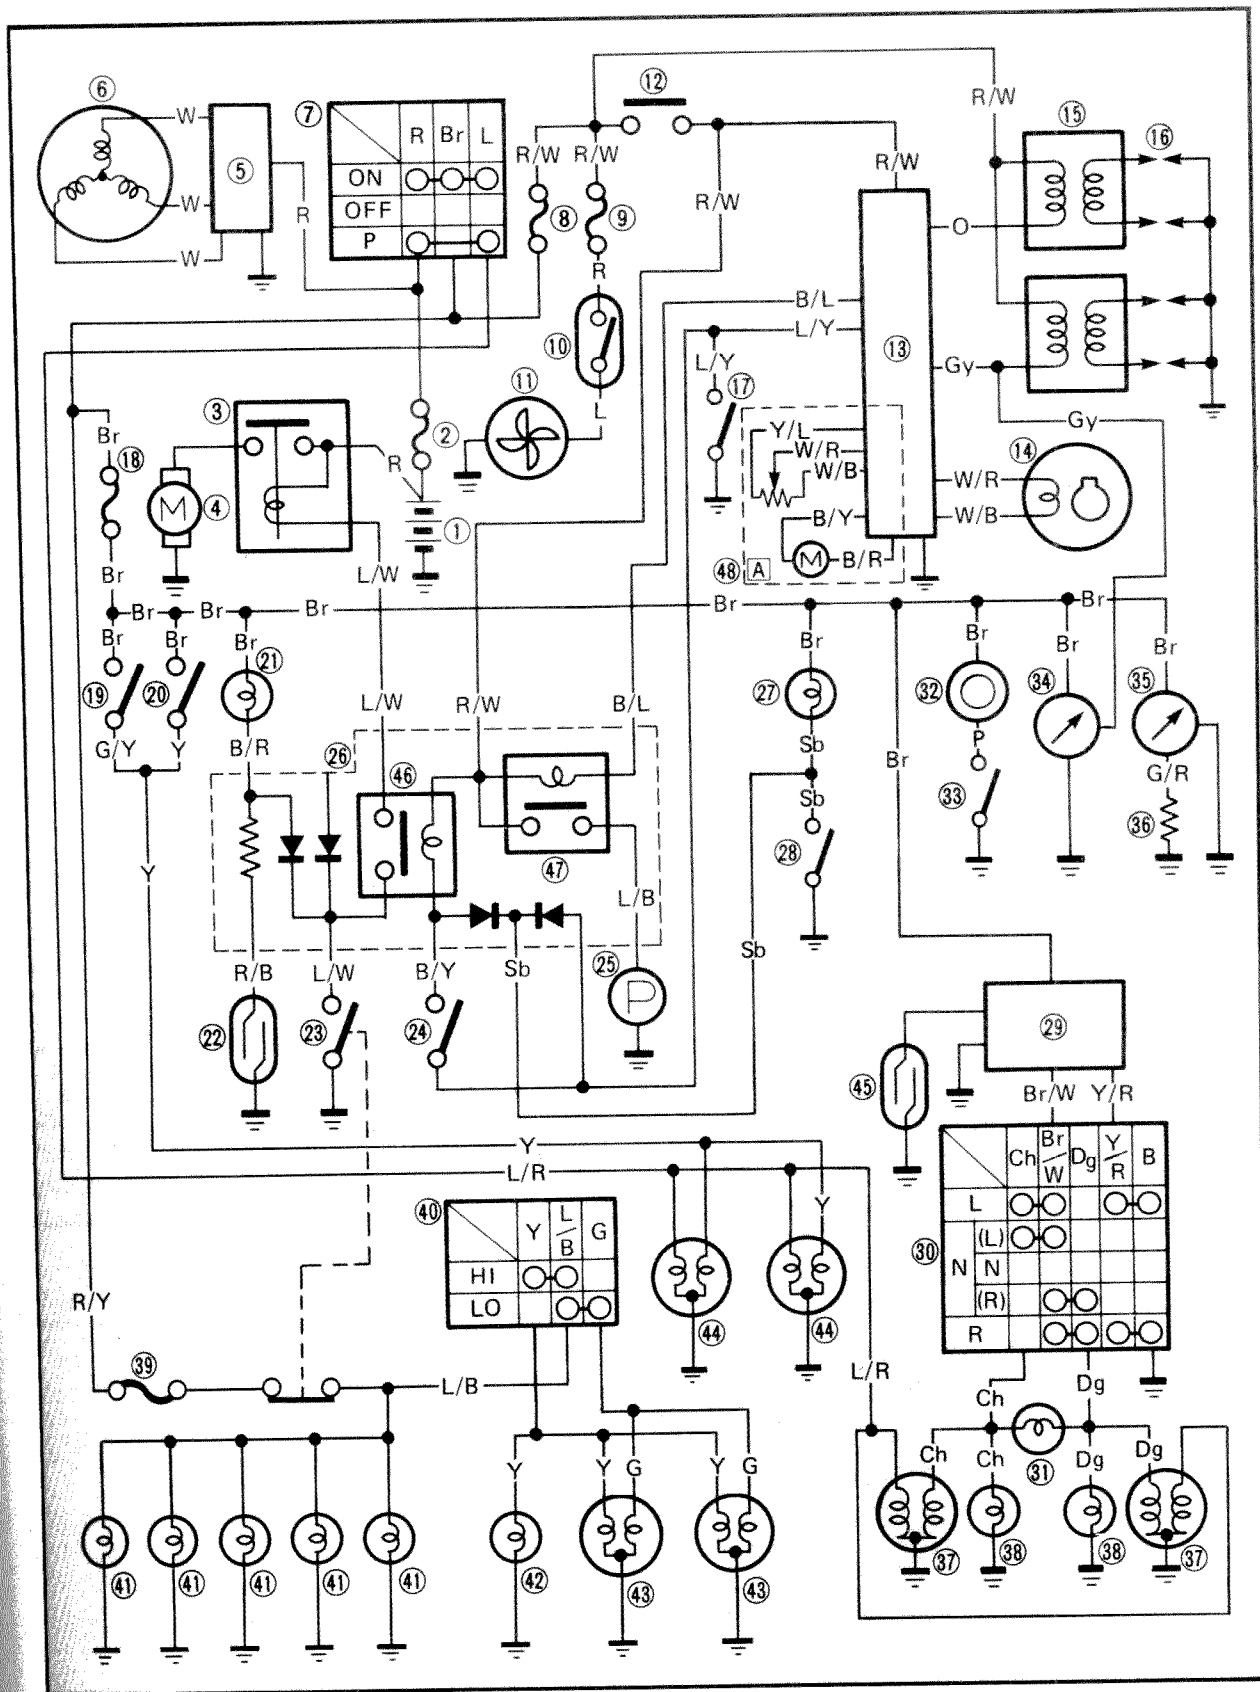 ⑥
W
W
W
⑤
R
⑦
R Br L
ON
OFF
P
R/W
⑧
R/W
⑨
R
⑩
L
⑪
⑫
R/W
R/W
R/W
⑮
⑯
O
⑬
Gy
Gy
B/L
L/Y
L/Y
⑰
Y/L
W/R
W/B
B/Y
M
B/R
㊽ A
W/R
W/B
⑭
③
②
R
①
M
④
L/W
Br
⑱
Br
Br
Br
Br
Br
Br
Br
Br
Br
⑲
⑳
Br
㉑
G/Y
Y
B/R
L/W
R/W
B/L
Br
㉗
Sb
Sb
㉘
Br
Br
㉜
P
㉝
Br
㉞
Br
㉟
G/R
㊱
㉖
㊻
㊼
L/B
Y
R/B
L/W
B/Y
Sb
㉕
P
Sb
㉒
㉓
㉔
㉙
㊺
Br/W
Y/R
Y
L/R
Y
Ch Br/W Dg Y/R B
L
N
(L)
N
(R)
R
㉚
㊵
Y L/B G
HI
LO
㊹
㊹
R/Y
㊴
L/B
L/R
Ch
Dg
Ch
Ch
㉛
Dg
Dg
Y
Y
G
Y
G
㊶
㊶
㊶
㊶
㊶
㊷
㊸
㊸
㊲
㊳
㊳
㊲